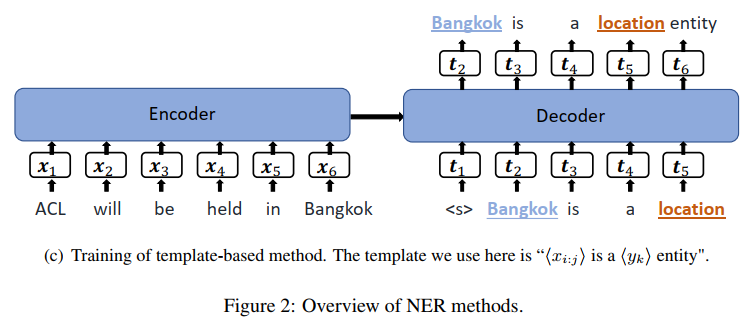 Bangkok is a location entity
t2 t3 t4 t5 t6
Encoder Decoder
x1 x2 x3 x4 x5 x6 t1 t2 t3 t4 t5
ACL will be held in Bangkok <s> Bangkok is a location
(c) Training of template-based method. The template we use here is “⟨xi:j⟩ is a ⟨yk⟩ entity".
Figure 2: Overview of NER methods.